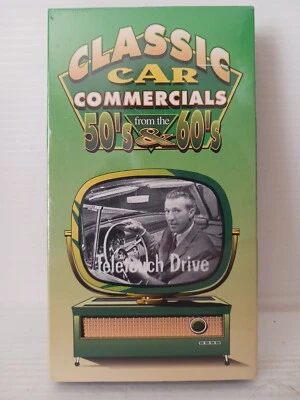 CLASSIC
CAR
COMMERCIALS
from the
50's & 60's
Teletouch Drive